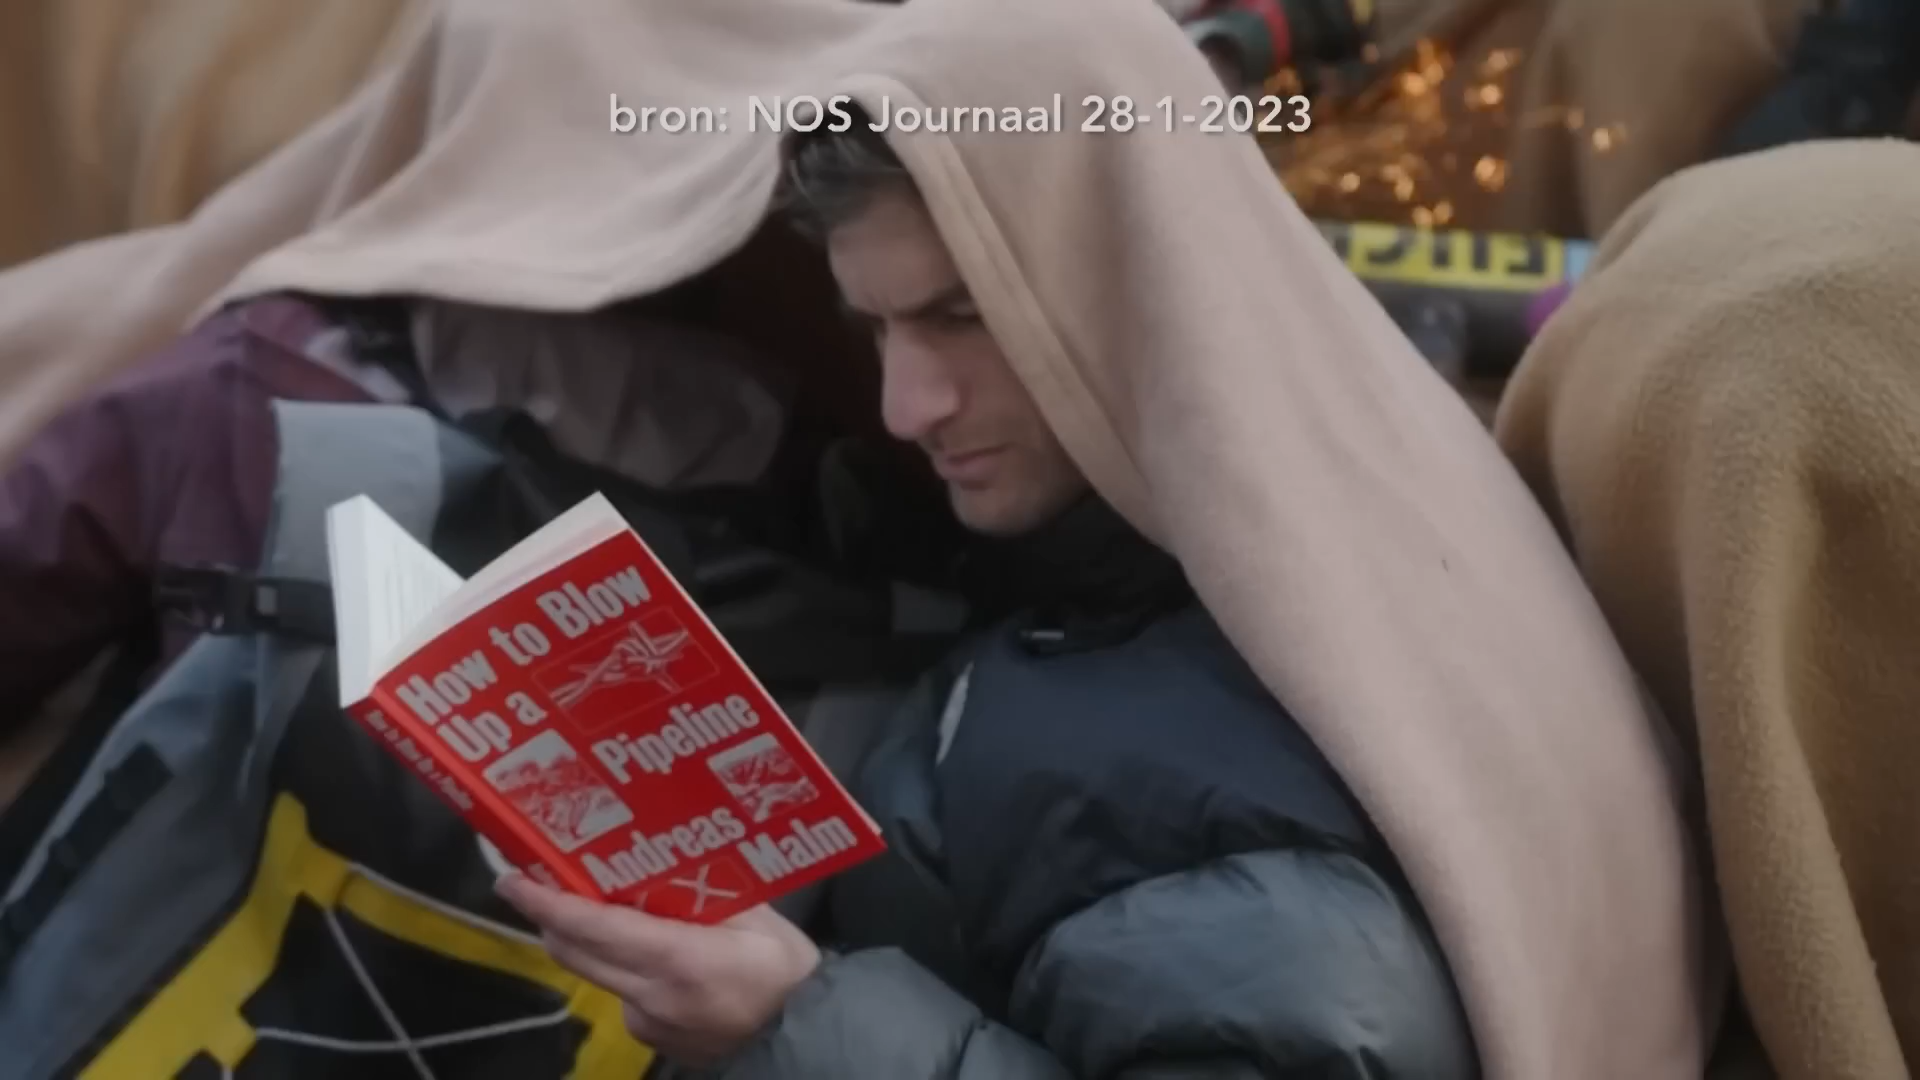 bron: NOS Journaal 28-1-2023
How to Blow
Up a
Pipeline
Andreas
Malm